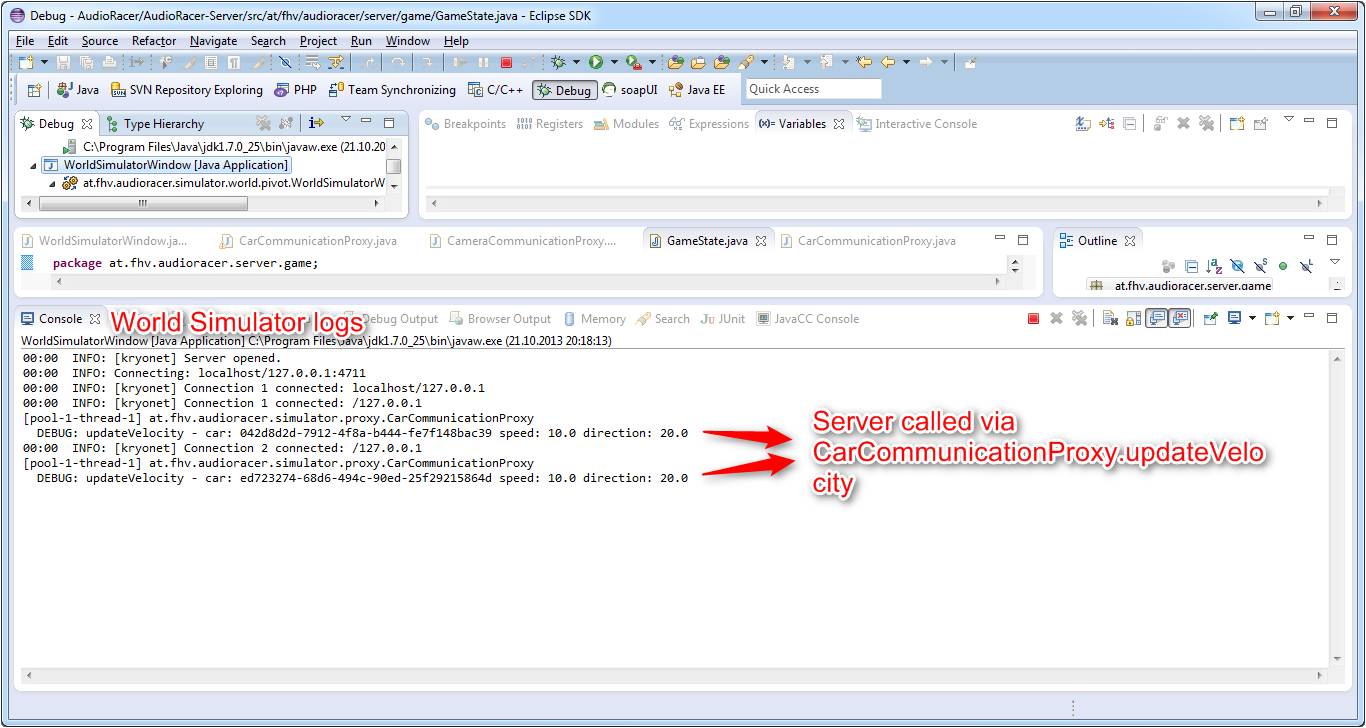 Debug - AudioRacer/AudioRacer-Server/src/at/fhv/audioracer/server/game/GameState.java - Eclipse SDK
File Edit Source Refactor Navigate Search Project Run Window Help
Java SVN Repository Exploring PHP Team Synchronizing C/C++ Debug soapUI Java EE Quick Access
Debug Type Hierarchy
C:\Program Files\Java\jdk1.7.0_25\bin\javaw.exe (21.10.20
WorldSimulatorWindow [Java Application]
at.fhv.audioracer.simulator.world.pivot.WorldSimulatorW
Breakpoints Registers Modules Expressions (x)= Variables Interactive Console
WorldSimulatorWindow.ja... CarCommunicationProxy.java CameraCommunicationProxy.... GameState.java CarCommunicationProxy.java
package at.fhv.audioracer.server.game;
Outline
at.fhv.audioracer.server.game
Console World Simulator logs Debug Output Browser Output Memory Search JUnit JavaCC Console
WorldSimulatorWindow [Java Application] C:\Program Files\Java\jdk1.7.0_25\bin\javaw.exe (21.10.2013 20:18:13)
00:00 INFO: [kryonet] Server opened.
00:00 INFO: Connecting: localhost/127.0.0.1:4711
00:00 INFO: [kryonet] Connection 1 connected: localhost/127.0.0.1
00:00 INFO: [kryonet] Connection 1 connected: /127.0.0.1
[pool-1-thread-1] at.fhv.audioracer.simulator.proxy.CarCommunicationProxy
DEBUG: updateVelocity - car: 042d8d2d-7912-4f8a-b444-fe7f148bac39 speed: 10.0 direction: 20.0
00:00 INFO: [kryonet] Connection 2 connected: /127.0.0.1
[pool-1-thread-1] at.fhv.audioracer.simulator.proxy.CarCommunicationProxy
DEBUG: updateVelocity - car: ed723274-68d6-494c-90ed-25f29215864d speed: 10.0 direction: 20.0
Server called via
CarCommunicationProxy.updateVelo
city